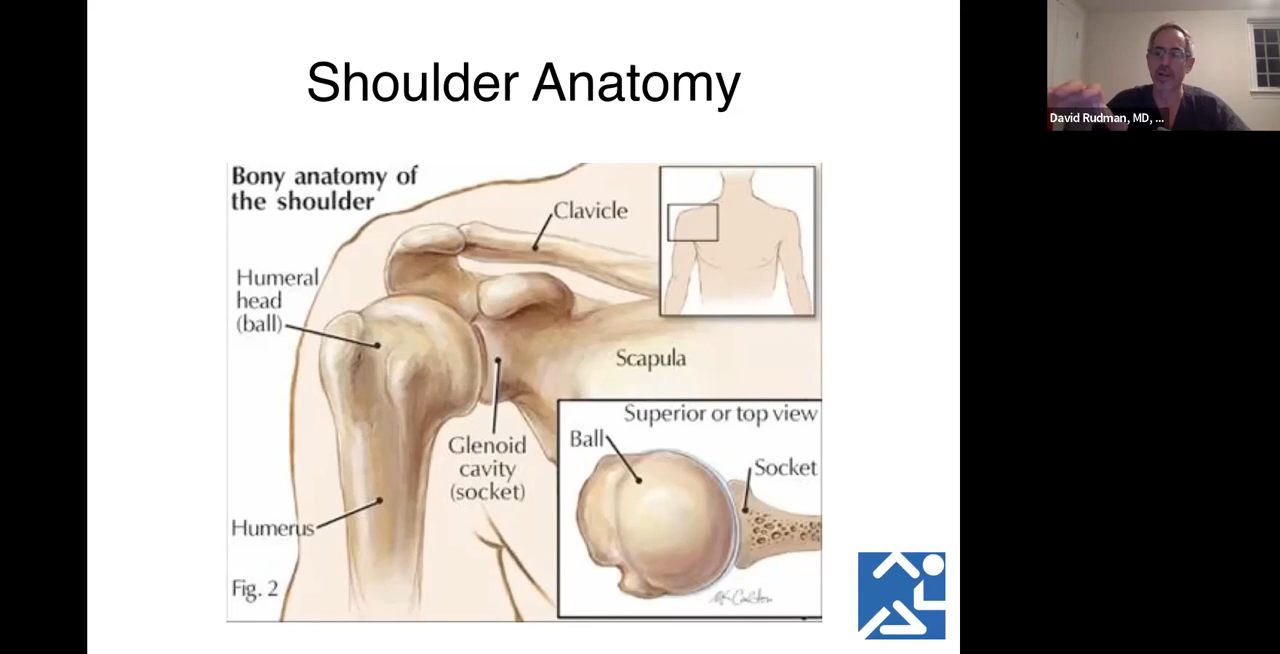 Shoulder Anatomy
Bony anatomy of
the shoulder
Clavicle
Humeral
head
(ball)
Scapula
Glenoid
cavity
(socket)
Humerus
Fig. 2
Superior or top view
Ball
Socket
David Rudman, MD, ...